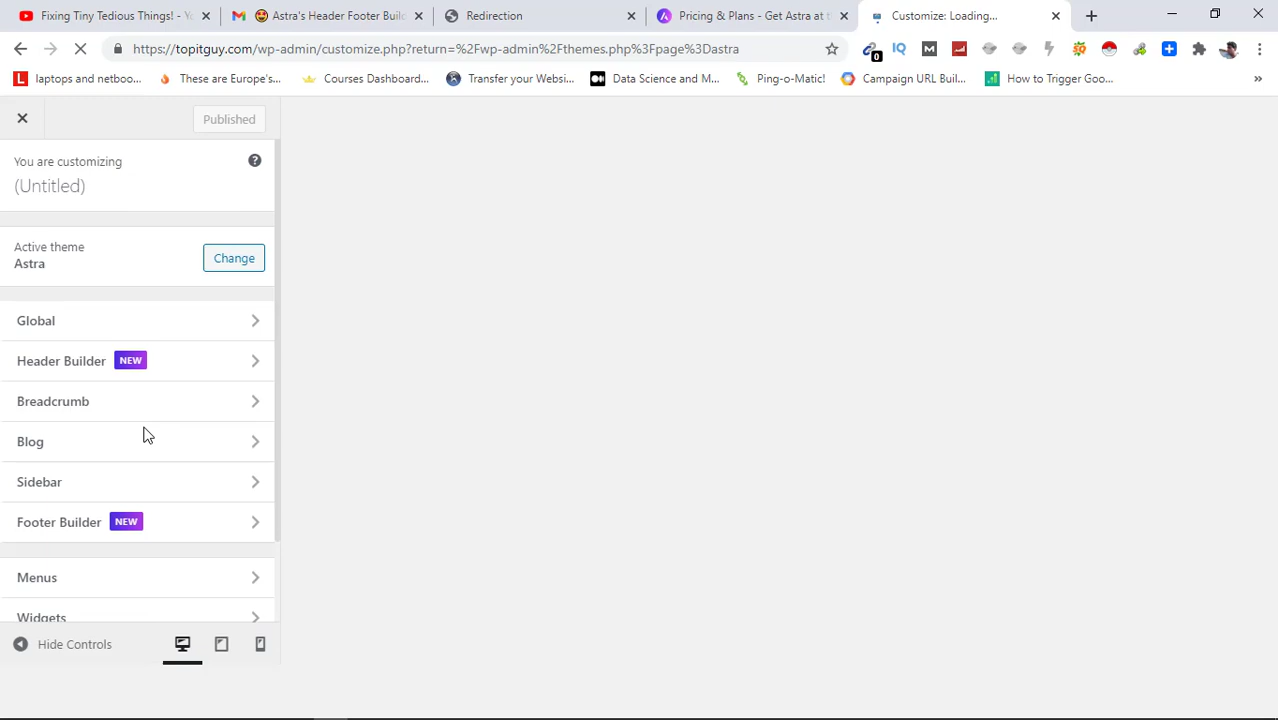 Fixing Tiny Tedious Things! - Yo
Astra's Header Footer Buil
Redirection
Pricing & Plans - Get Astra at th
Customize: Loading...
https://topitguy.com/wp-admin/customize.php?return=%2Fwp-admin%2Fthemes.php%3Fpage%3Dastra
0
IQ
laptops and netboo...
These are Europe's...
Courses Dashboard...
Transfer your Websi...
Data Science and M...
Ping-o-Matic!
Campaign URL Buil...
How to Trigger Goo...
Published
You are customizing
(Untitled)
Active theme
Astra
Change
Global
Header Builder NEW
Breadcrumb
Blog
Sidebar
Footer Builder NEW
Menus
Widgets
Hide Controls